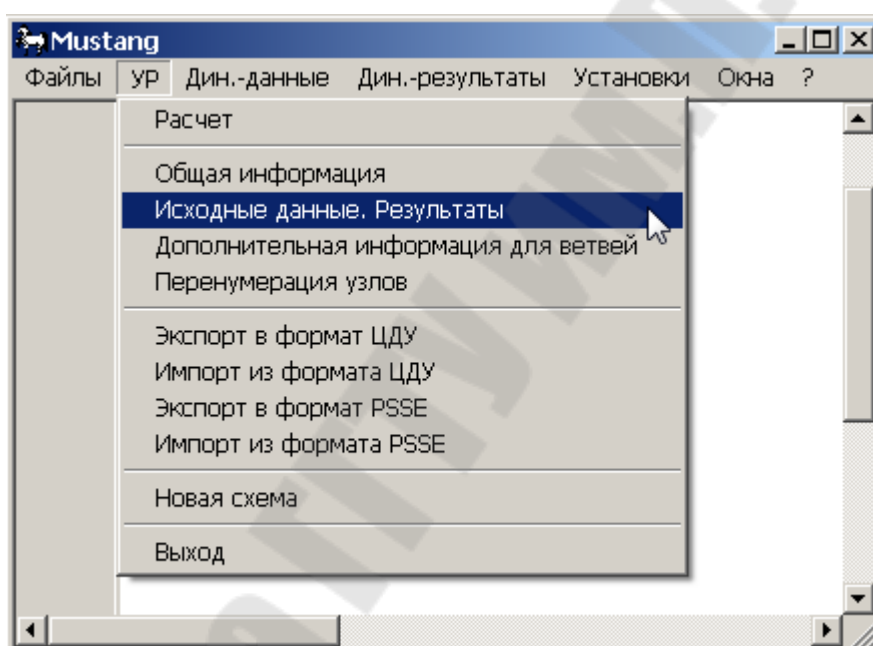 Mustang
Файлы УР Дин.-данные Дин.-результаты Установки Окна ?
Расчет
Общая информация
Исходные данные. Результаты
Дополнительная информация для ветвей
Перенумерация узлов
Экспорт в формат ЦДУ
Импорт из формата ЦДУ
Экспорт в формат PSSE
Импорт из формата PSSE
Новая схема
Выход